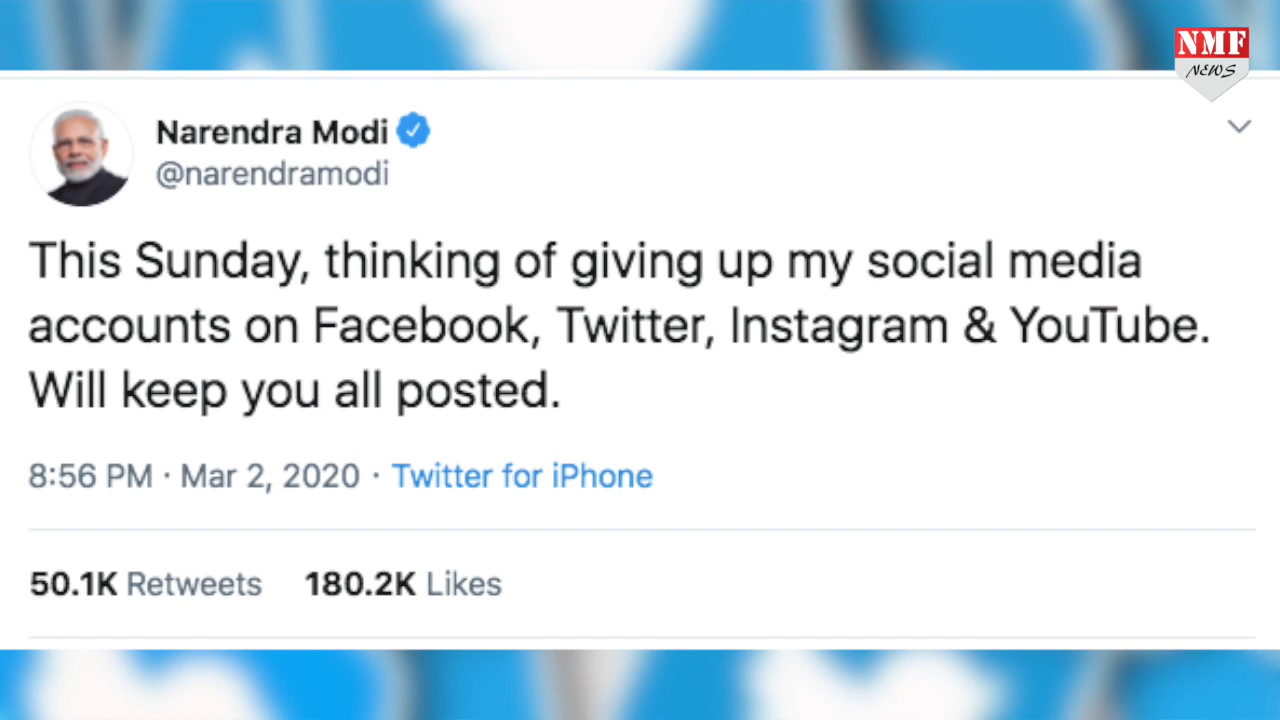 NMF
NEWS
Narendra Modi
@narendramodi
This Sunday, thinking of giving up my social media
accounts on Facebook, Twitter, Instagram & YouTube.
Will keep you all posted.
8:56 PM · Mar 2, 2020 · Twitter for iPhone
50.1K Retweets 180.2K Likes